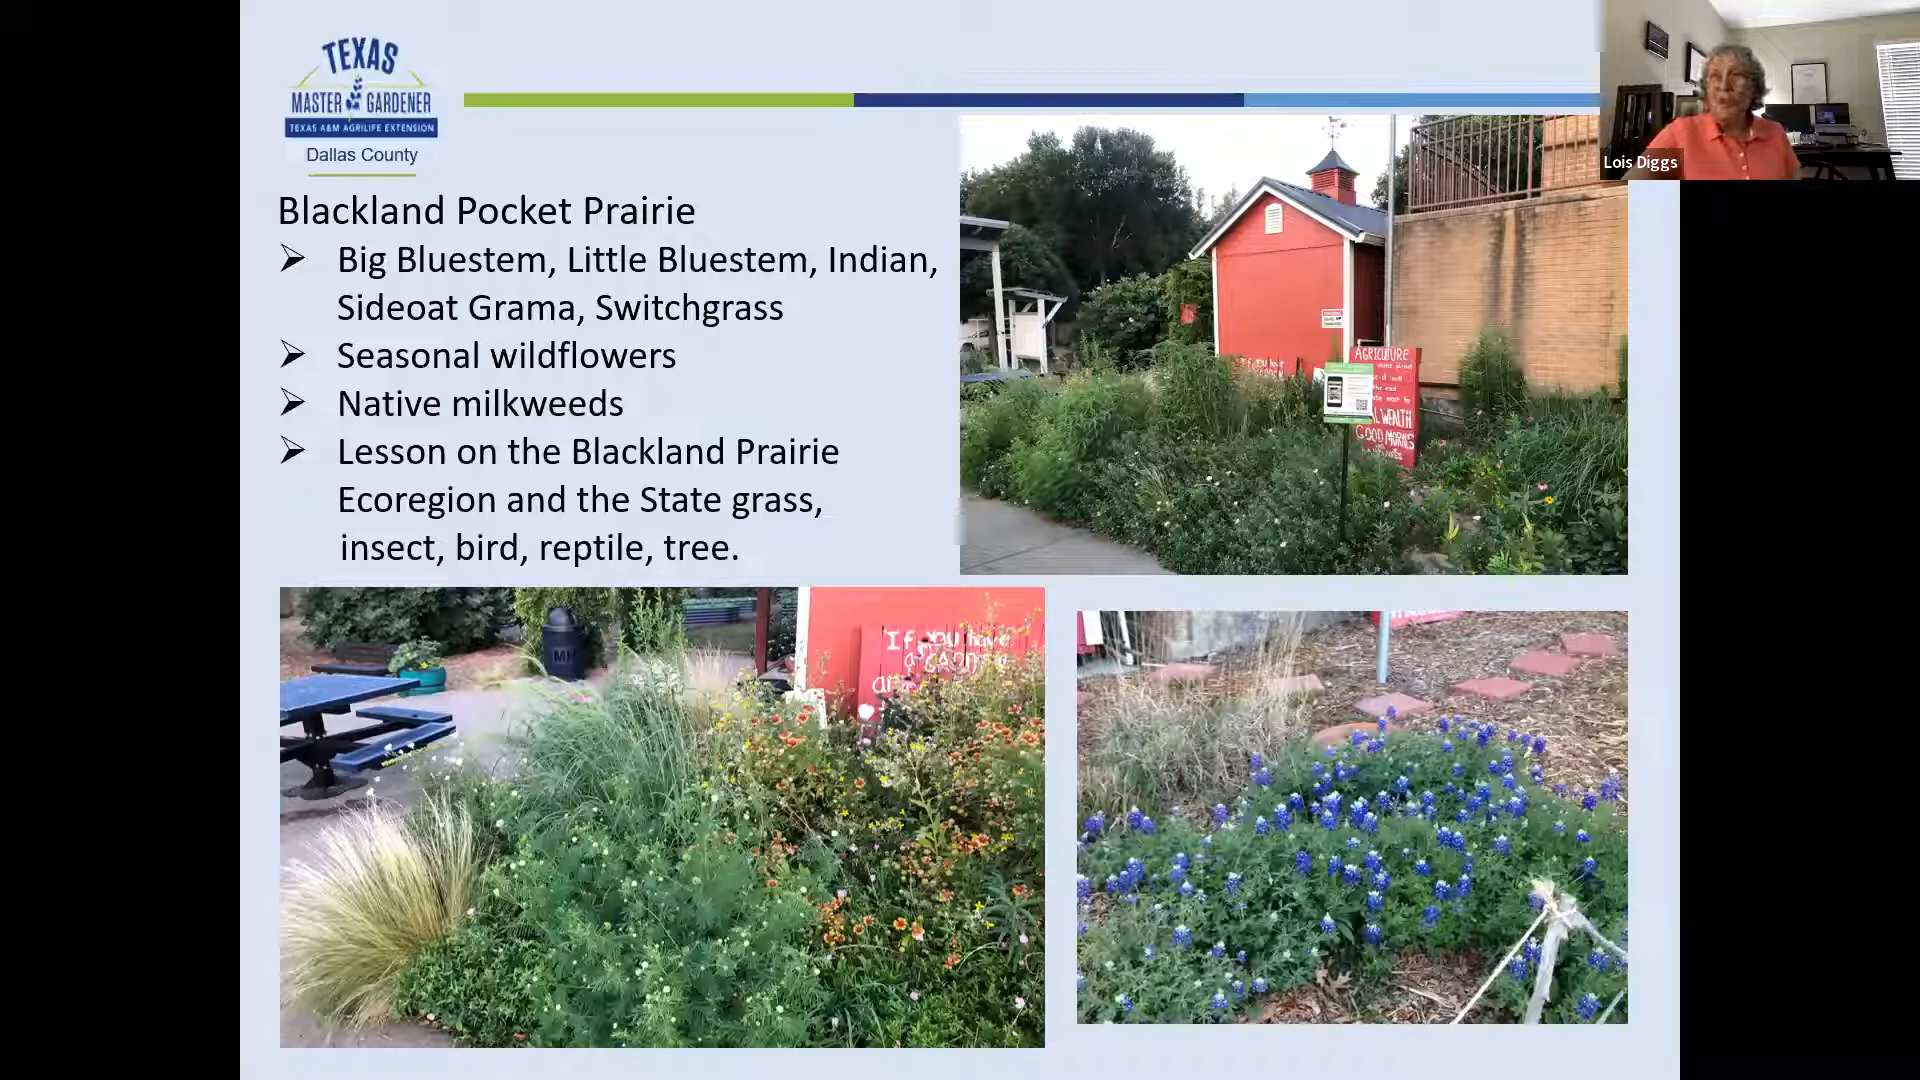 TEXAS
MASTER GARDENER
TEXAS A&M AGRILIFE EXTENSION
Dallas County
Lois Diggs
Blackland Pocket Prairie
Big Bluestem, Little Bluestem, Indian,
Sideoat Grama, Switchgrass
Seasonal wildflowers
Native milkweeds
Lesson on the Blackland Prairie
Ecoregion and the State grass,
insect, bird, reptile, tree.
AGRICULTURE
GOOD MORALS
If you have
a GARDEN